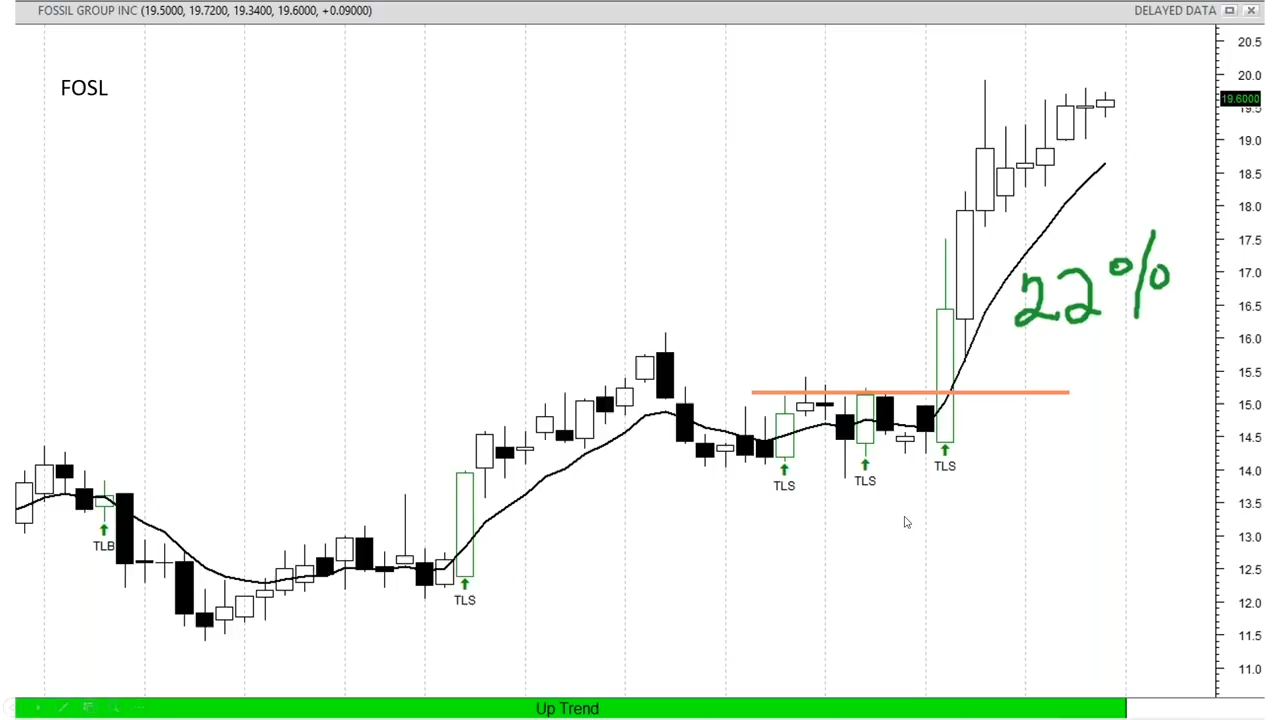 FOSSIL GROUP INC (19.5000, 19.7200, 19.3400, 19.6000, +0.09000)
DELAYED DATA
FOSL
20.5
20.0
19.6000
19.5
19.0
18.5
18.0
17.5
17.0
16.5
16.0
15.5
15.0
14.5
14.0
13.5
13.0
12.5
12.0
11.5
11.0
22%
TLS
TLS
TLS
TLB
TLS
Up Trend